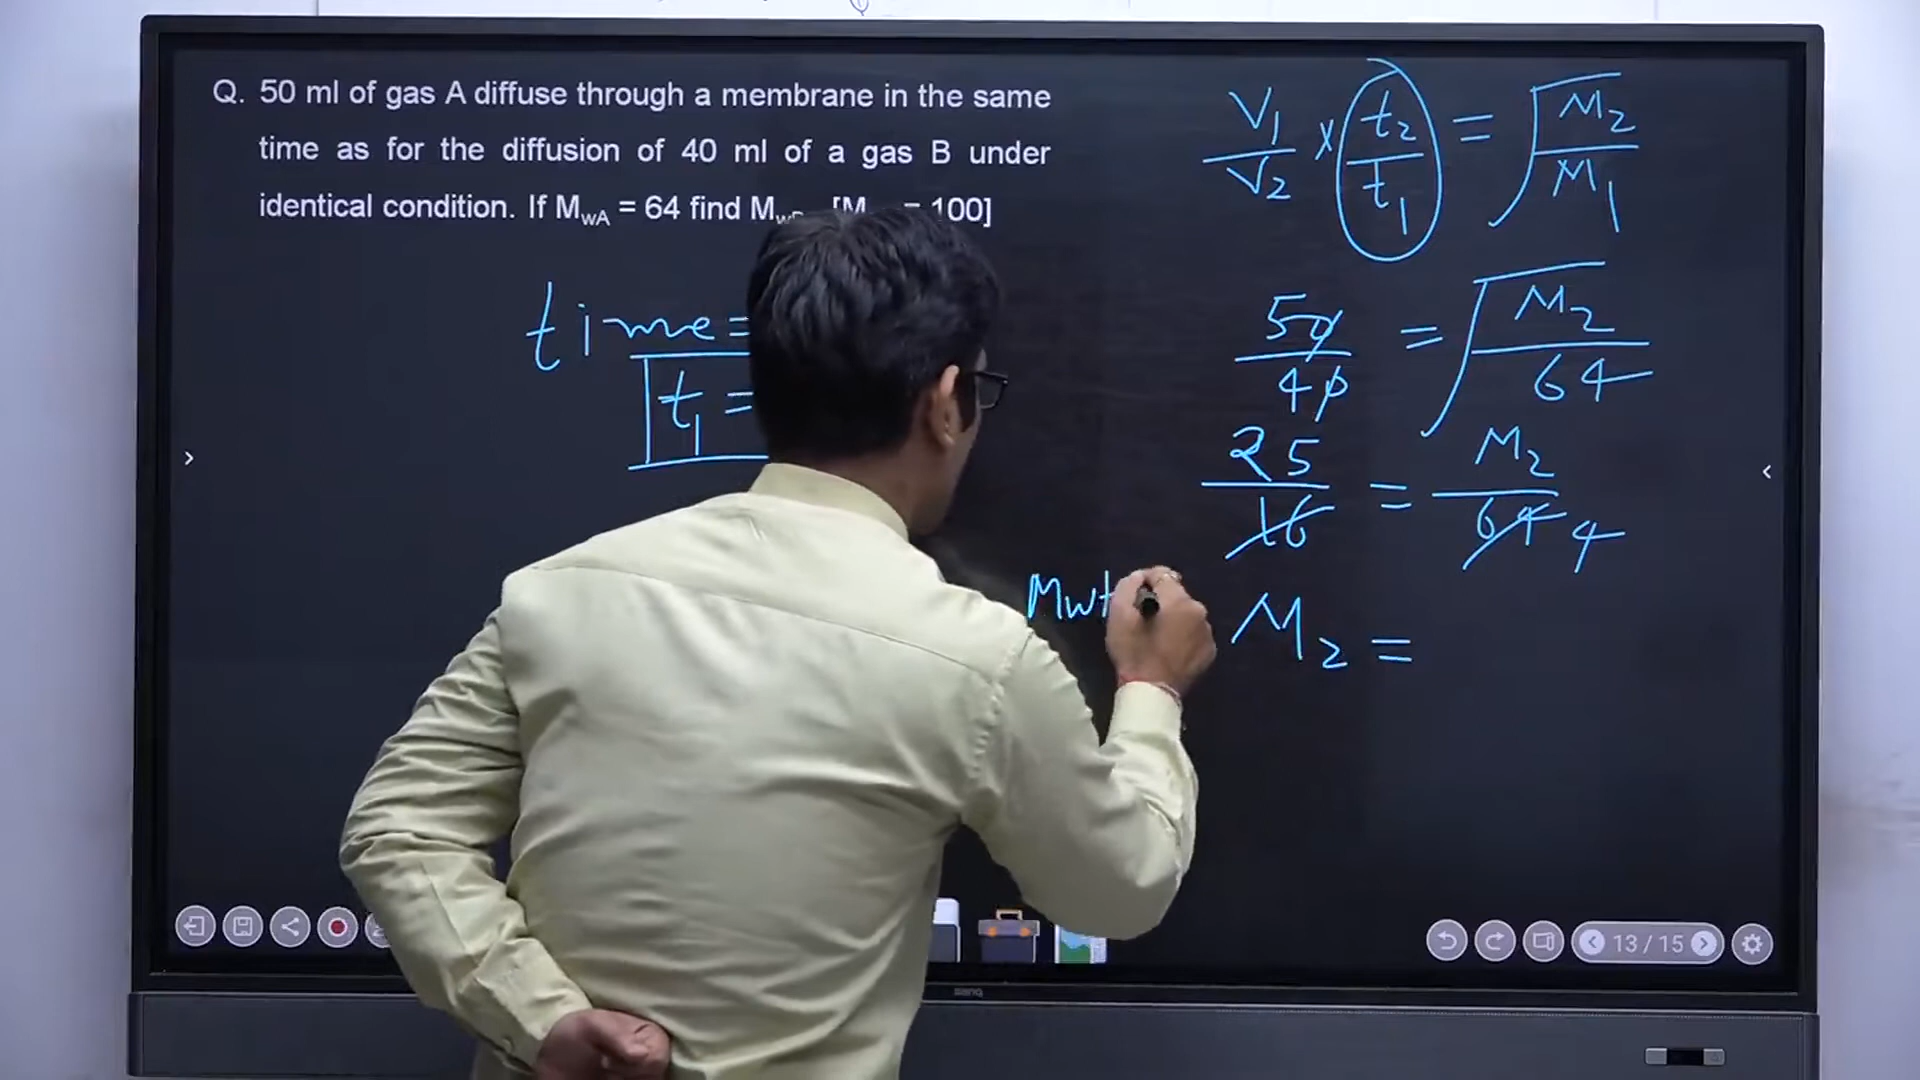 Q. 50 ml of gas A diffuse through a membrane in the same
time as for the diffusion of 40 ml of a gas B under
identical condition. If MwA = 64 find Mw [M = 100]
time =
t1 =
V1/V2 × t2/t1 = √M2/M1
50/40 = √M2/64
25/16 = M2/64 4
Mwt
M2 =
13 / 15
BenQ